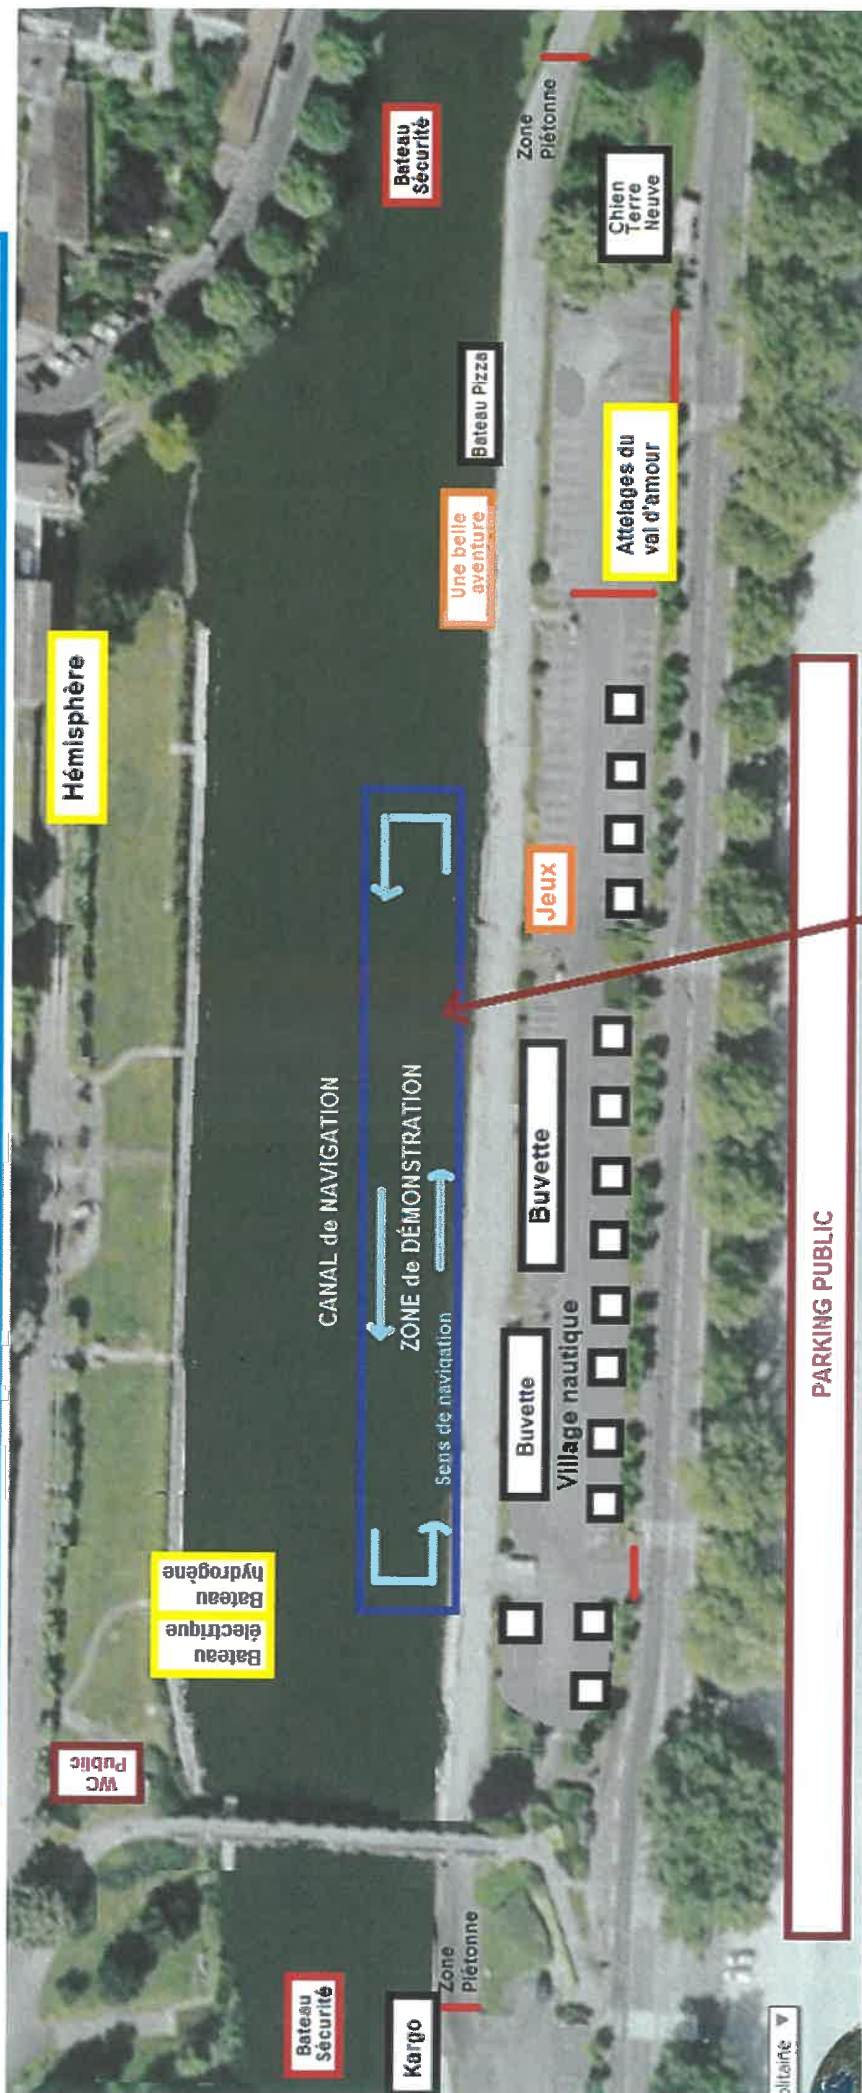 WC
Public
Bateau
électrique
Bateau
hydrogène
Hémisphère
Bateau
Sécurité
CANAL de NAVIGATION
ZONE de DÉMONSTRATION
Sens de navigation
Bateau
Sécurité
Kargo
Zone
Piétonne
Une belle
aventure
Bateau Pizza
Zone
Piétonne
Buvette
Village nautique
Buvette
Jeux
Attelages du
val d'amour
Chien
Terre
Neuve
PARKING PUBLIC